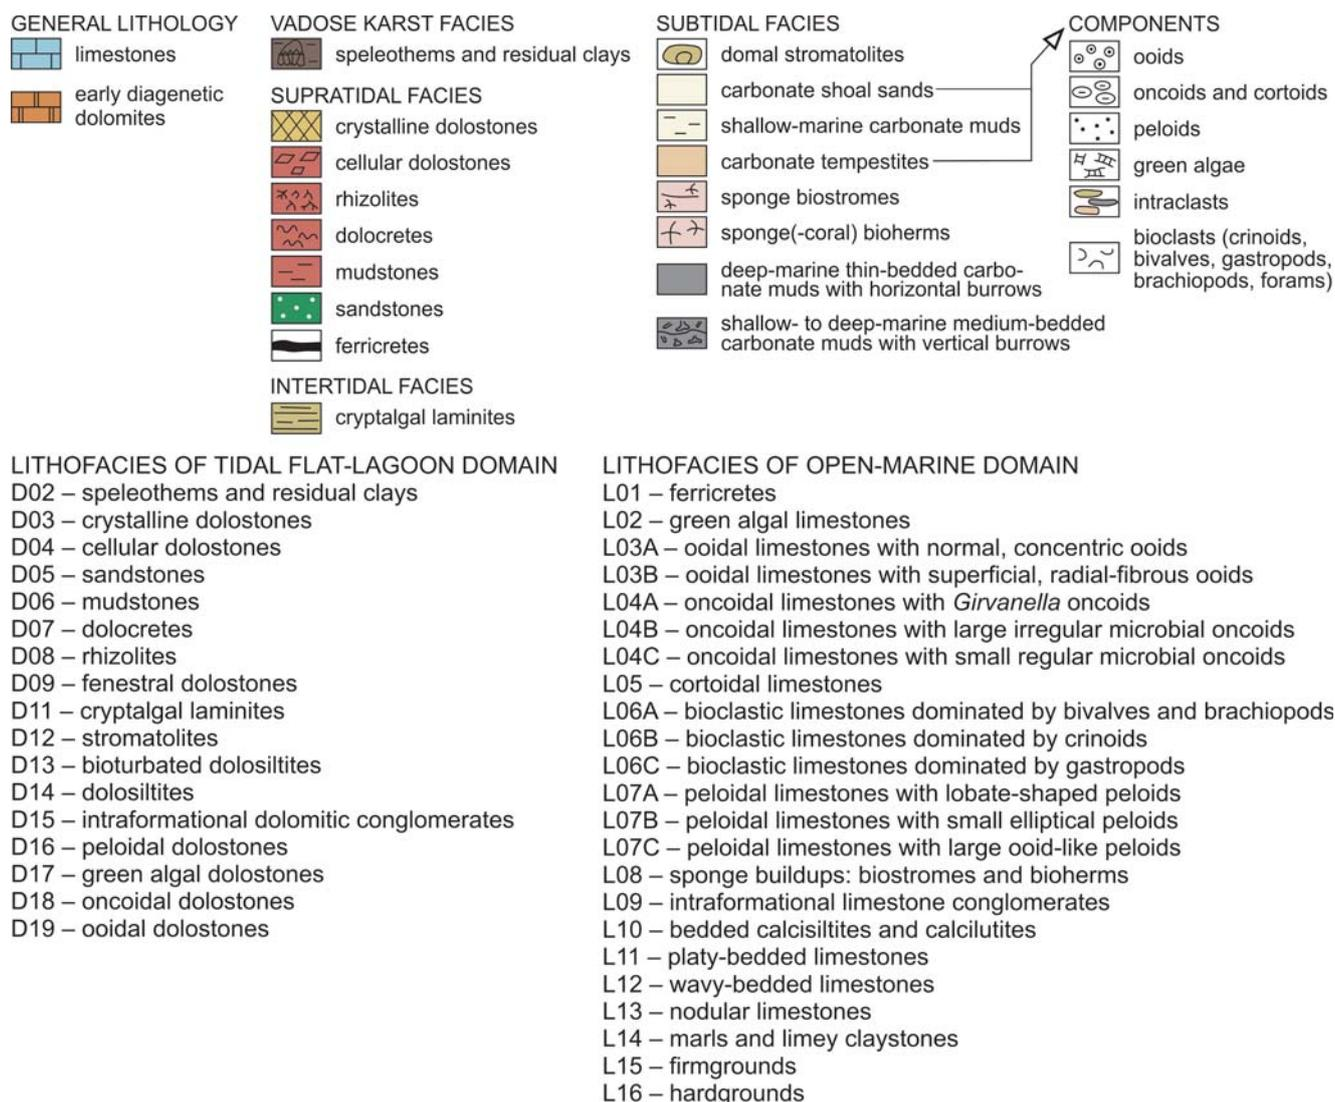 GENERAL LITHOLOGY
limestones
early diagenetic
dolomites
VADOSE KARST FACIES
speleothems and residual clays
SUPRATIDAL FACIES
crystalline dolostones
cellular dolostones
rhizolites
dolocretes
mudstones
sandstones
ferricretes
INTERTIDAL FACIES
cryptalgal laminites
SUBTIDAL FACIES
domal stromatolites
carbonate shoal sands
shallow-marine carbonate muds
carbonate tempestites
sponge biostromes
sponge(-coral) bioherms
deep-marine thin-bedded carbo-
nate muds with horizontal burrows
shallow- to deep-marine medium-bedded
carbonate muds with vertical burrows
COMPONENTS
ooids
oncoids and cortoids
peloids
green algae
intraclasts
bioclasts (crinoids,
bivalves, gastropods,
brachiopods, forams)
LITHOFACIES OF TIDAL FLAT-LAGOON DOMAIN
D02 – speleothems and residual clays
D03 – crystalline dolostones
D04 – cellular dolostones
D05 – sandstones
D06 – mudstones
D07 – dolocretes
D08 – rhizolites
D09 – fenestral dolostones
D11 – cryptalgal laminites
D12 – stromatolites
D13 – bioturbated dolosiltites
D14 – dolosiltites
D15 – intraformational dolomitic conglomerates
D16 – peloidal dolostones
D17 – green algal dolostones
D18 – oncoidal dolostones
D19 – ooidal dolostones
LITHOFACIES OF OPEN-MARINE DOMAIN
L01 – ferricretes
L02 – green algal limestones
L03A – ooidal limestones with normal, concentric ooids
L03B – ooidal limestones with superficial, radial-fibrous ooids
L04A – oncoidal limestones with Girvanella oncoids
L04B – oncoidal limestones with large irregular microbial oncoids
L04C – oncoidal limestones with small regular microbial oncoids
L05 – cortoidal limestones
L06A – bioclastic limestones dominated by bivalves and brachiopods
L06B – bioclastic limestones dominated by crinoids
L06C – bioclastic limestones dominated by gastropods
L07A – peloidal limestones with lobate-shaped peloids
L07B – peloidal limestones with small elliptical peloids
L07C – peloidal limestones with large ooid-like peloids
L08 – sponge buildups: biostromes and bioherms
L09 – intraformational limestone conglomerates
L10 – bedded calcisiltites and calcilutites
L11 – platy-bedded limestones
L12 – wavy-bedded limestones
L13 – nodular limestones
L14 – marls and limey claystones
L15 – firmgrounds
L16 – hardgrounds